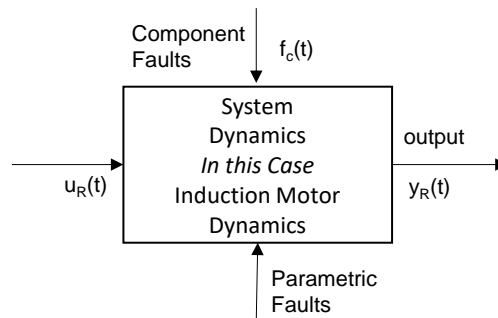 Component
Faults
f_c(t)
System
Dynamics
In this Case
Induction Motor
Dynamics
u_R(t)
output
y_R(t)
Parametric
Faults